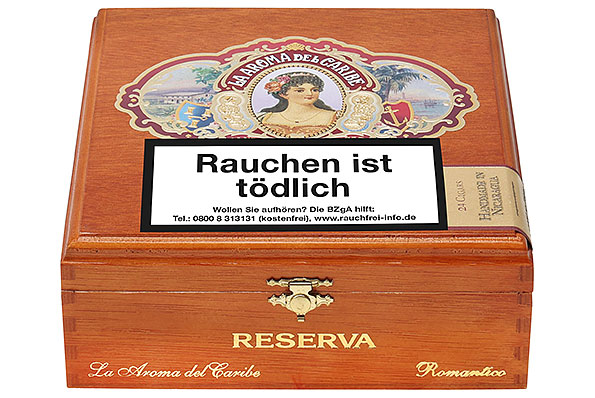 LA AROMA DEL CARIBE
Rauchen ist
tödlich
Wollen Sie aufhören? Die BZgA hilft:
Tel.: 0800 8 313131 (kostenfrei), www.rauchfrei-info.de
24 CIGARS
HANDMADE IN
NICARAGUA
RESERVA
La Aroma del Caribe
Romantico